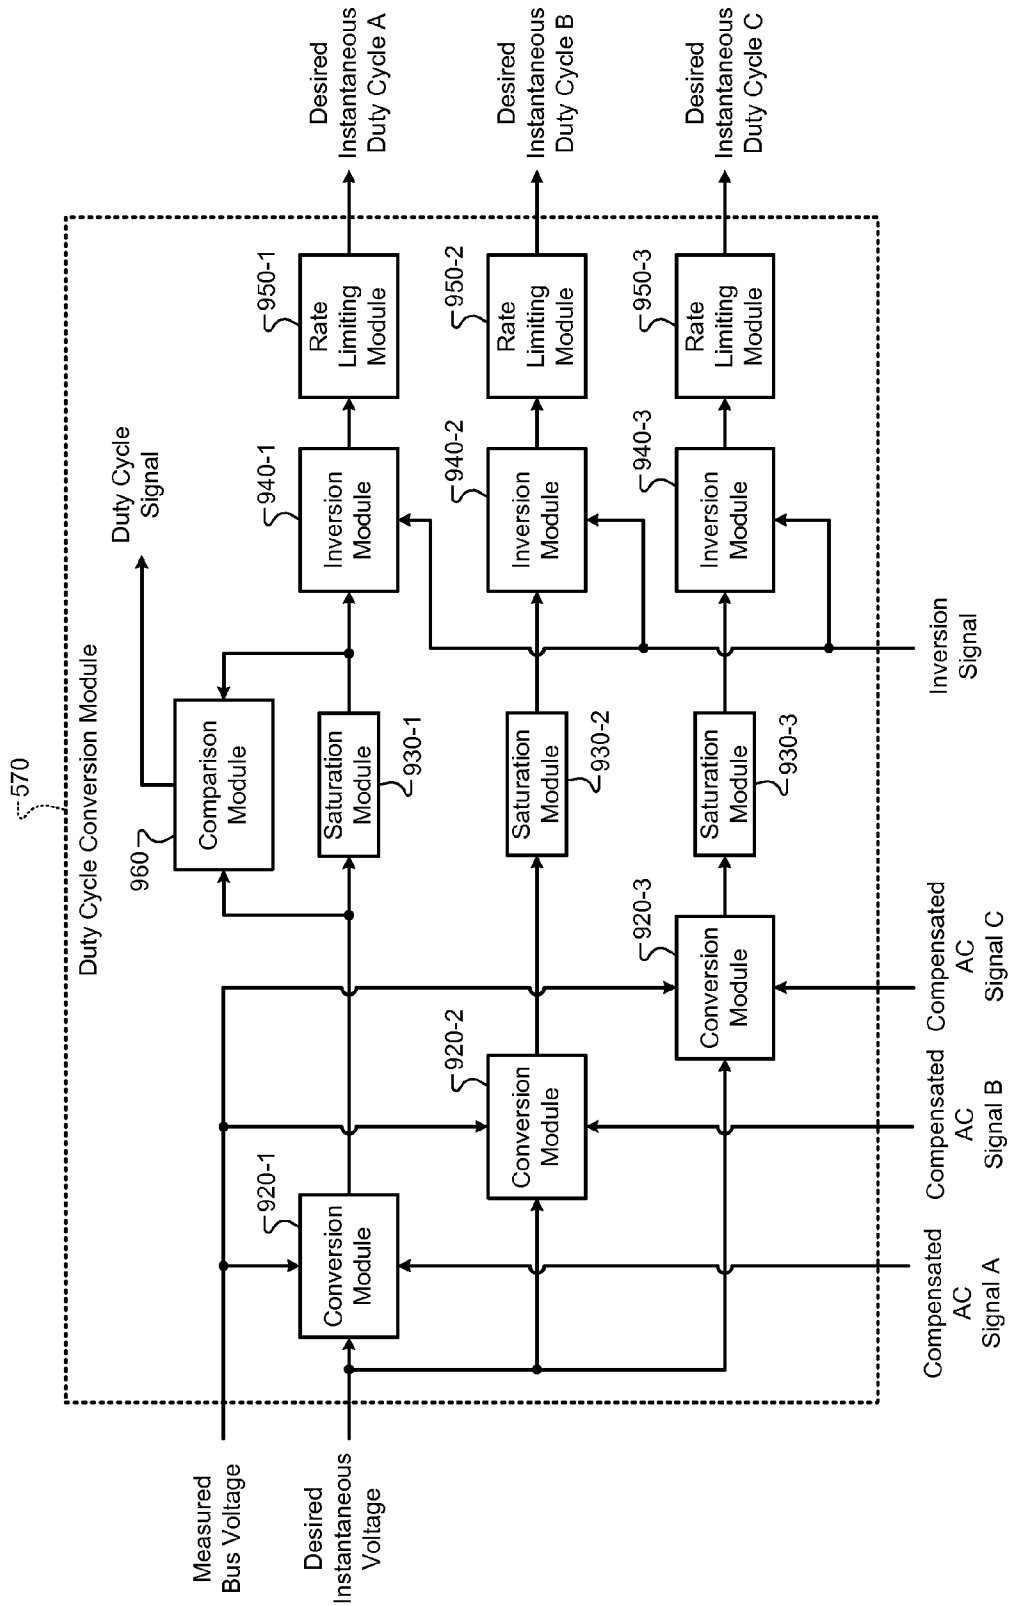 570
Duty Cycle Conversion Module
Measured
Bus Voltage
Desired
Instantaneous
Voltage
960
Comparison
Module
Duty Cycle
Signal
920-1
Conversion
Module
Saturation
Module
930-1
940-1
Inversion
Module
950-1
Rate
Limiting
Module
Desired
Instantaneous
Duty Cycle A
920-2
Conversion
Module
Saturation
Module
930-2
940-2
Inversion
Module
950-2
Rate
Limiting
Module
Desired
Instantaneous
Duty Cycle B
920-3
Conversion
Module
Saturation
Module
930-3
940-3
Inversion
Module
950-3
Rate
Limiting
Module
Desired
Instantaneous
Duty Cycle C
Compensated
AC
Signal A
Compensated
AC
Signal B
Compensated
AC
Signal C
Inversion
Signal